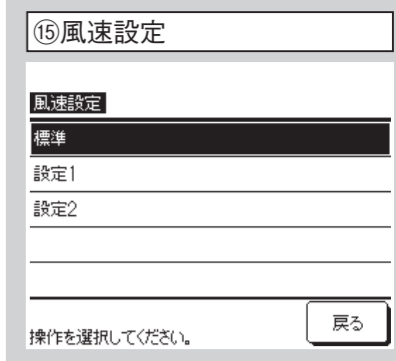 ⑮風速設定
風速設定
標準
設定1
設定2
操作を選択してください。
戻る